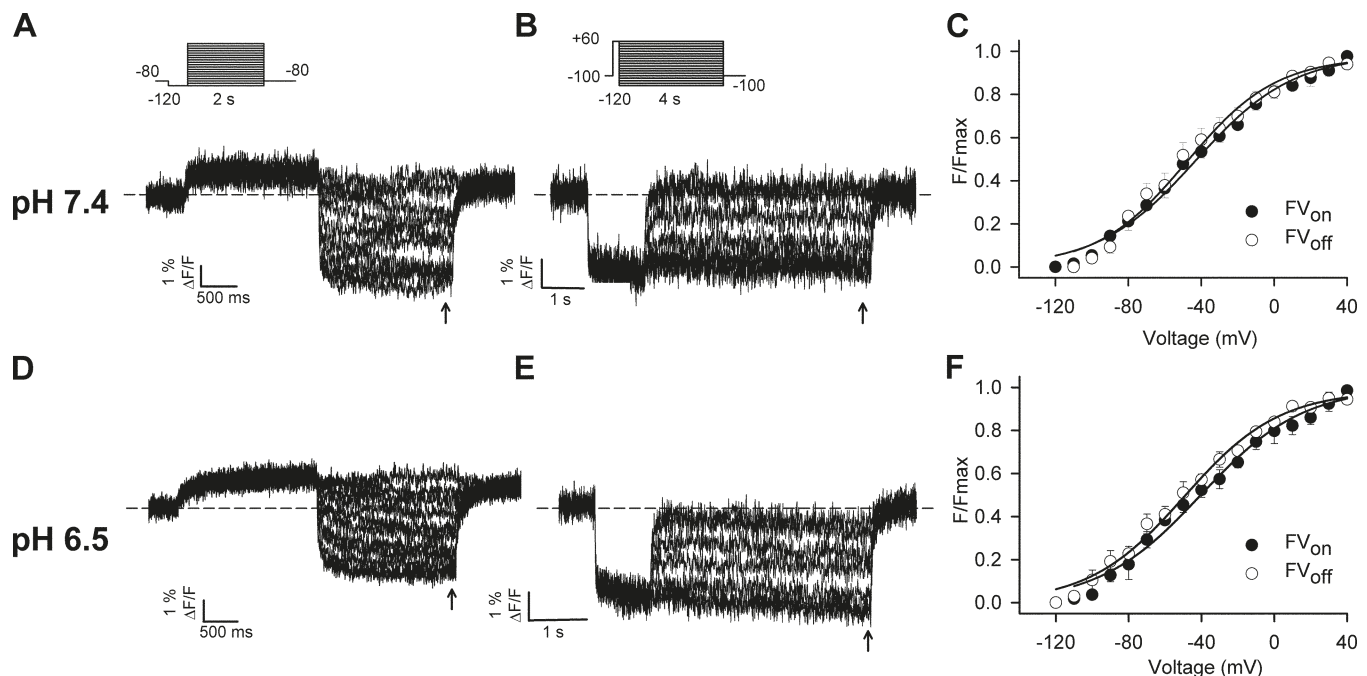 A
-80
-80
-120
2 s
B
+60
-100
-100
-120
4 s
C
1.0
0.8
0.6
0.4
0.2
0.0
F/Fmax
FVon
FVoff
-120
-80
-40
0
40
Voltage (mV)
pH 7.4
1 %
ΔF/F
500 ms
1 %
ΔF/F
1 s
D
E
F
1.0
0.8
0.6
0.4
0.2
0.0
F/Fmax
FVon
FVoff
-120
-80
-40
0
40
Voltage (mV)
pH 6.5
1 %
ΔF/F
500 ms
1 %
ΔF/F
1 s